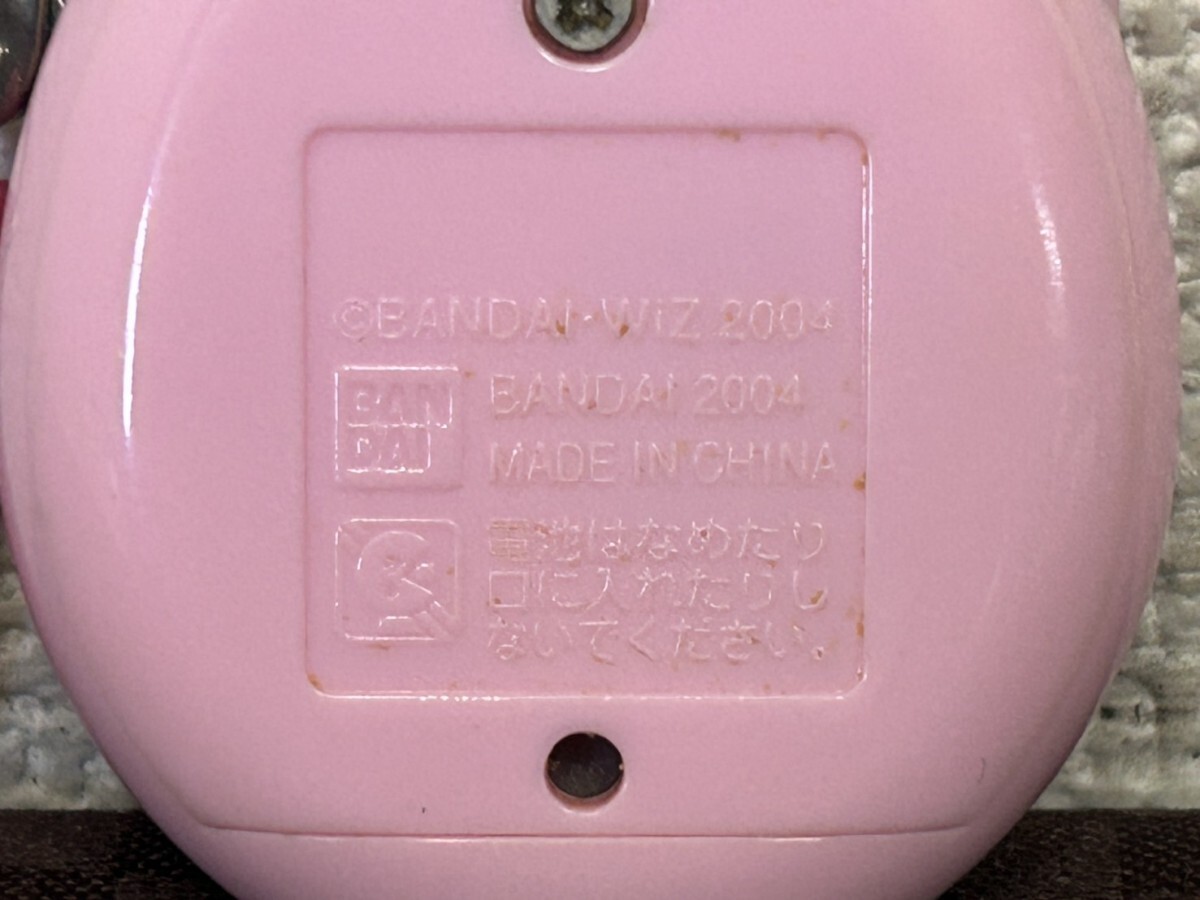 ©BANDAI・WiZ 2004
BAN
DAI
BANDAI 2004
MADE IN CHINA
電池はなめたり
口に入れたりし
ないでください。